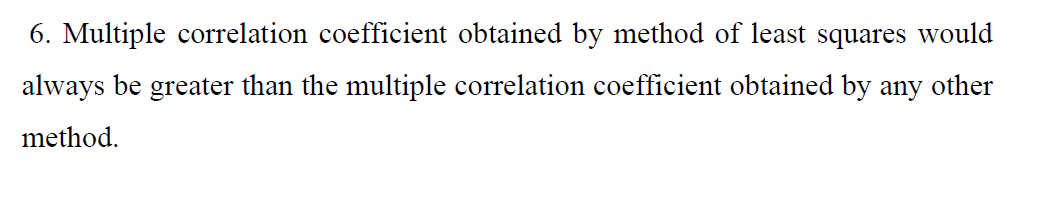 6. Multiple correlation coefficient obtained by method of least squares would
always be greater than the multiple correlation coefficient obtained by any other
method.